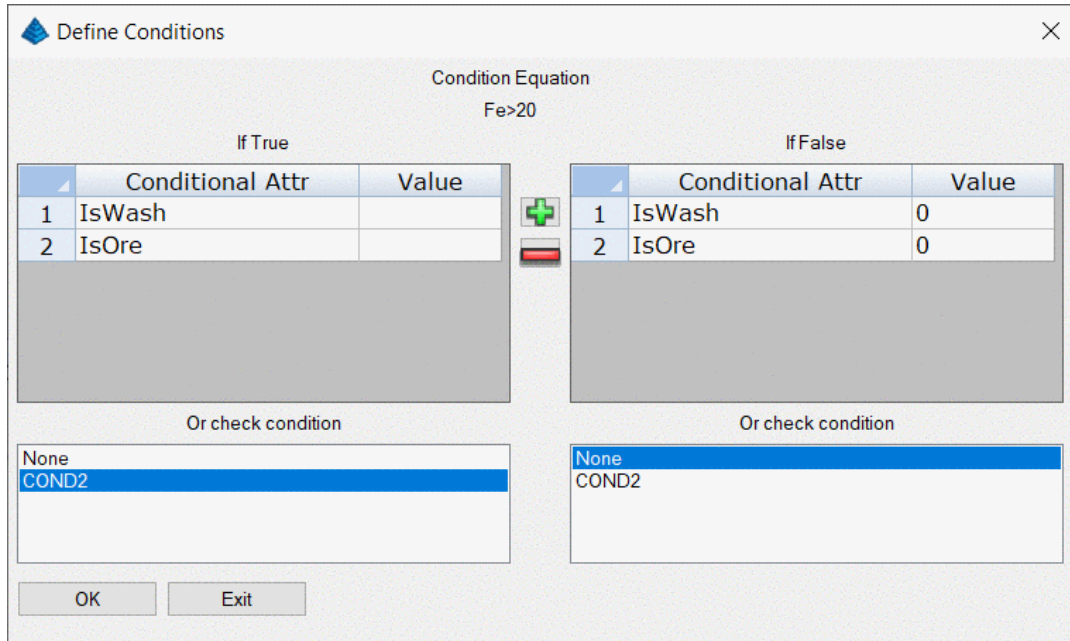 Define Conditions
Condition Equation
Fe>20
If True
If False
Conditional Attr Value
1 IsWash
2 IsOre
Conditional Attr Value
1 IsWash 0
2 IsOre 0
Or check condition
Or check condition
None
COND2
None
COND2
OK Exit